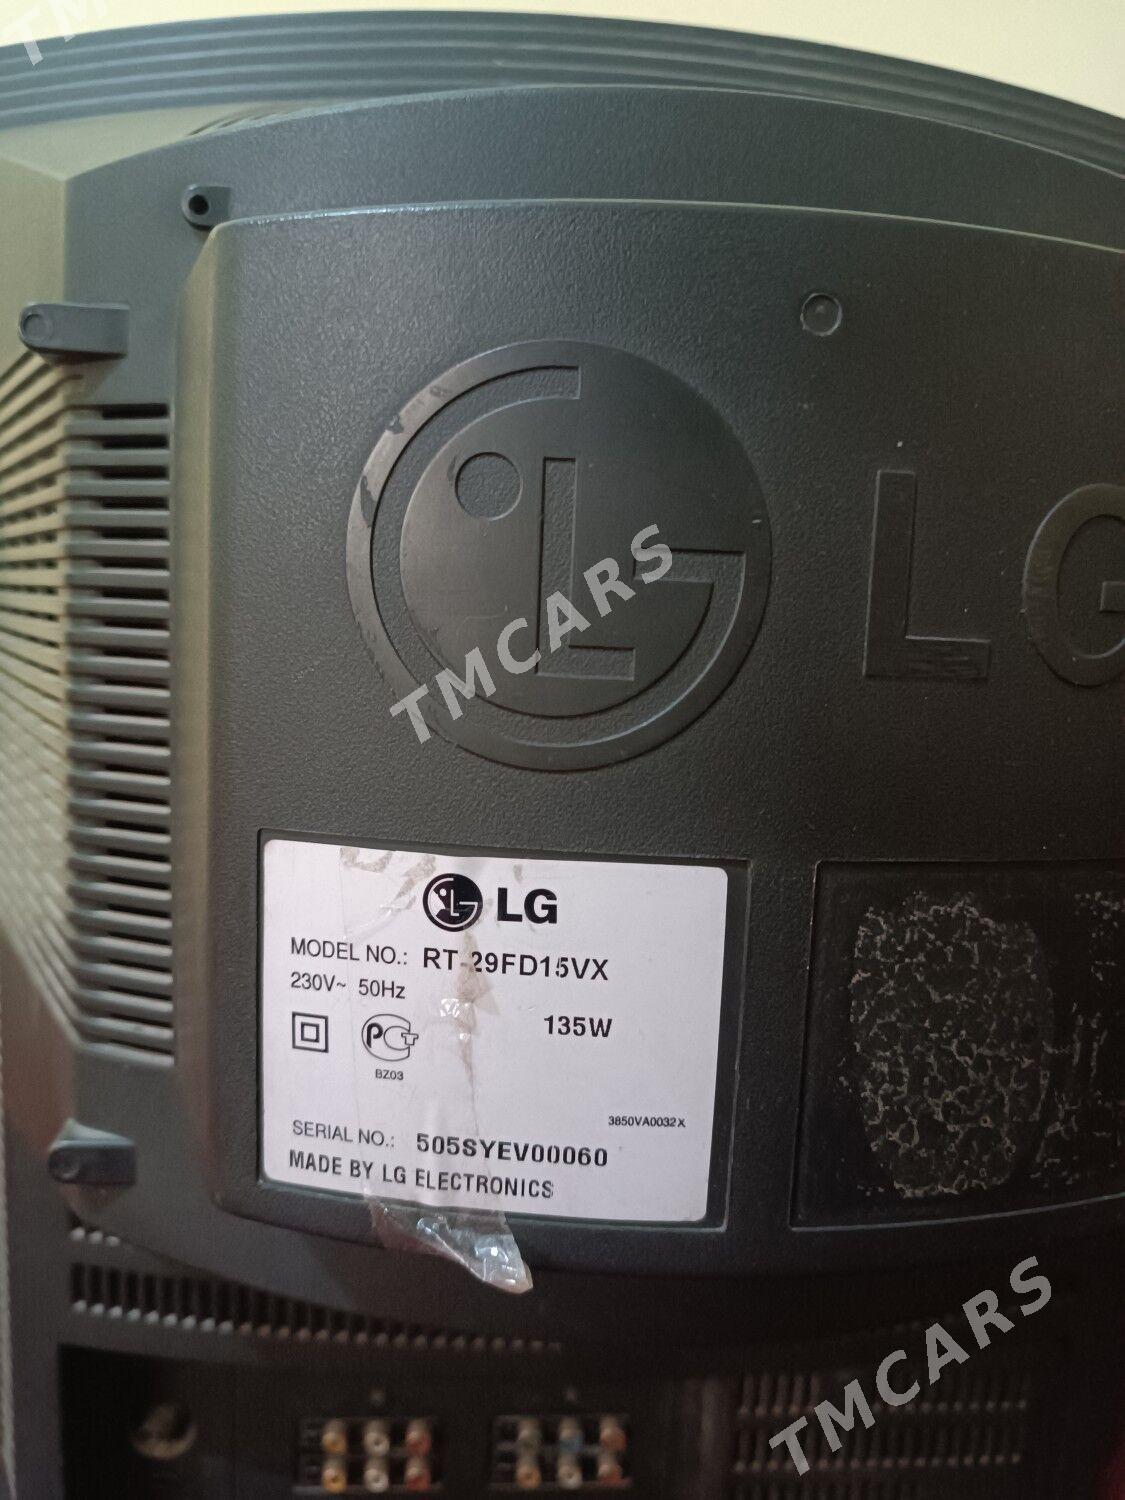 TM
TMCARS
LG
LG
MODEL NO.: RT-29FD15VX
230V~ 50Hz
135W
BZ03
3850VA0032X
SERIAL NO.: 505SYEV00060
MADE BY LG ELECTRONICS
TMCARS